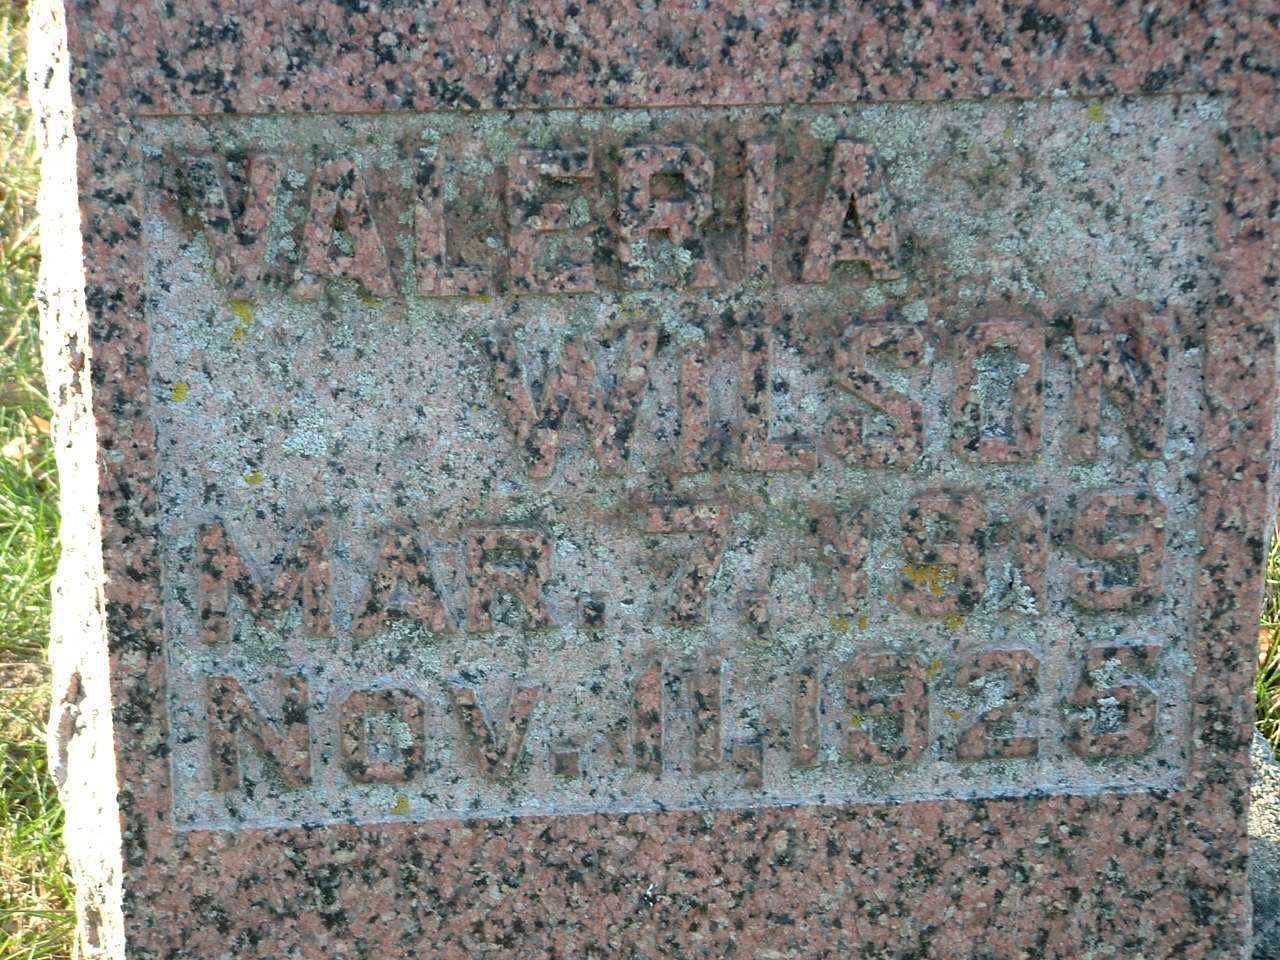 VALERIA
WILSON
MAR. 7, 1919
NOV. 11, 1925